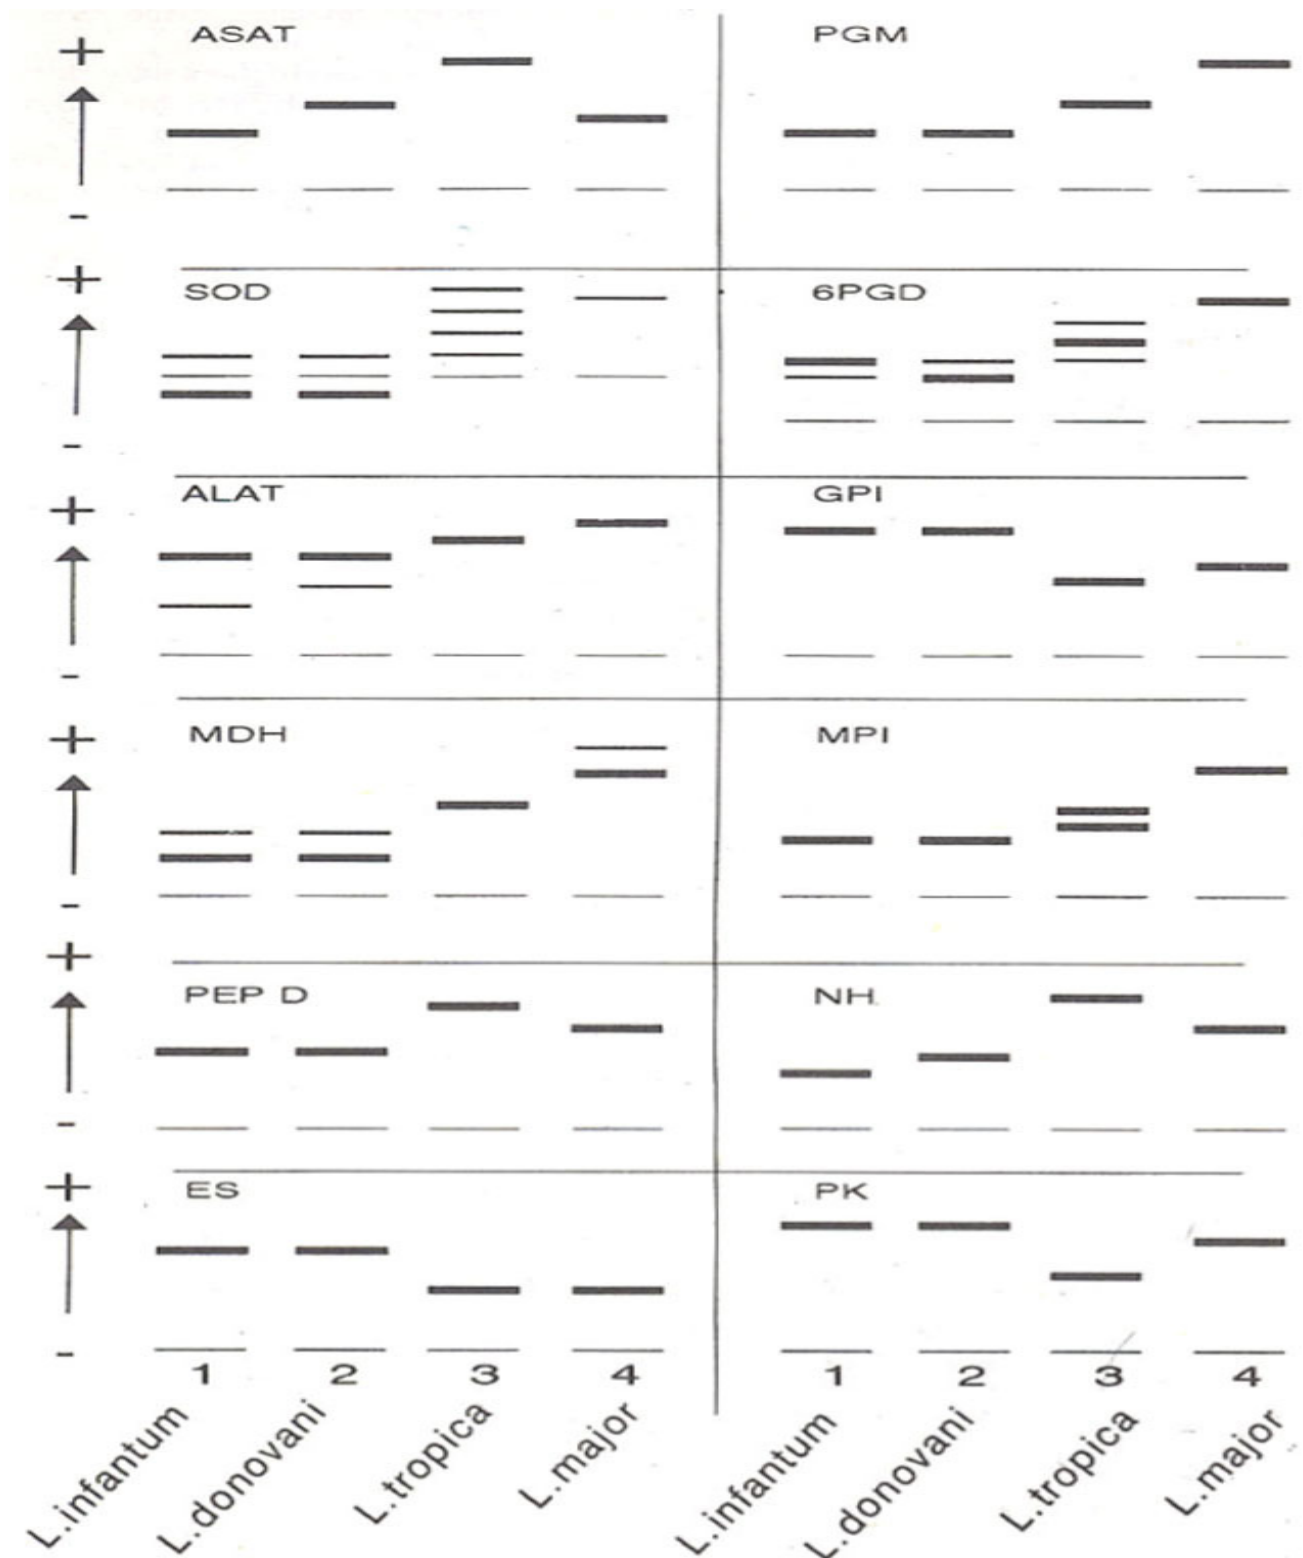 ASAT PGM
+
-
+
SOD 6PGD
-
+
ALAT GPI
-
+
MDH MPI
-
+
PEP D NH
-
+
ES PK
-
1 2 3 4 1 2 3 4
L.infantum L.donovani L.tropica L.major L.infantum L.donovani L.tropica L.major